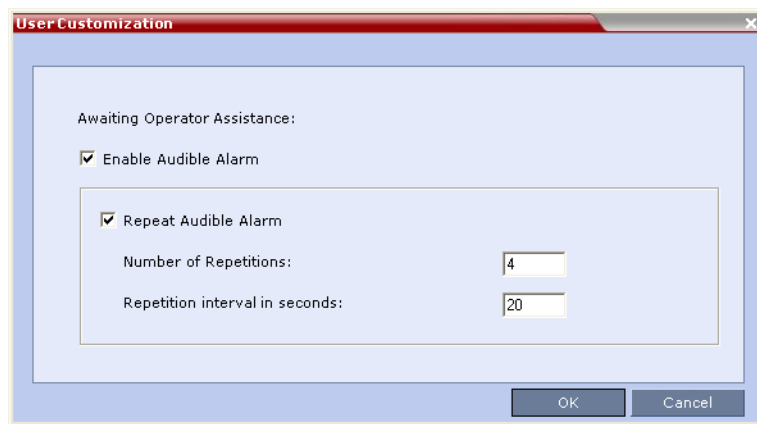 User Customization
Awaiting Operator Assistance:
Enable Audible Alarm
Repeat Audible Alarm
Number of Repetitions: 4
Repetition interval in seconds: 20
OK Cancel